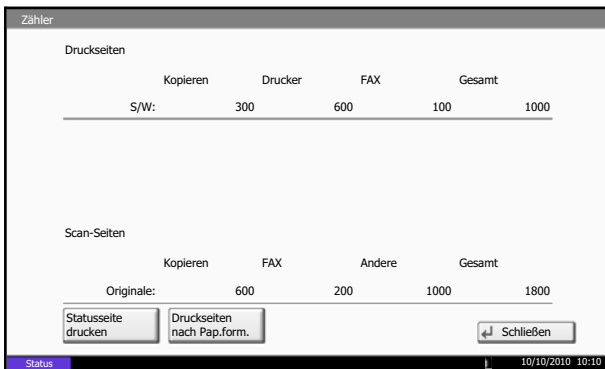 Zähler
Druckseiten
Kopieren Drucker FAX Gesamt
S/W: 300 600 100 1000
Scan-Seiten
Kopieren FAX Andere Gesamt
Originale: 600 200 1000 1800
Statusseite drucken
Druckseiten nach Pap.form.
Schließen
Status 10/10/2010 10:10